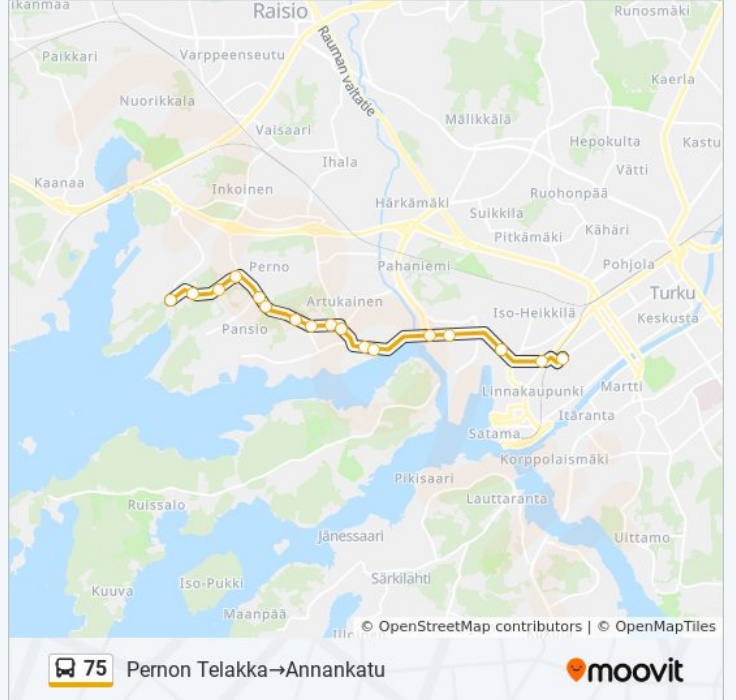 ikanmaa
Raisio
Runosmäki
Rauman valtatie
Paikkari
Varppeenseutu
Kaerla
Nuorikkala
Mälikkälä
Vaisaari
Hepokulta
Kastu
Ihala
Vätti
Kaanaa
Inkoinen
Ruohonpää
Härkämäki
Suikkila
Kähäri
Pitkämäki
Perno
Pahaniemi
Pohjola
Turku
Artukainen
Iso-Heikkilä
Keskusta
Pansio
Linnakaupunki
Martti
Itäranta
Satama
Korppolaismäki
Pikisaari
Ruissalo
Lauttaranta
Jänessaari
Uittamo
Särkilahti
Iso-Pukki
Kuuva
Maanpää
© OpenStreetMap contributors | © OpenMapTiles
75 Pernon Telakka→Annankatu
moovit